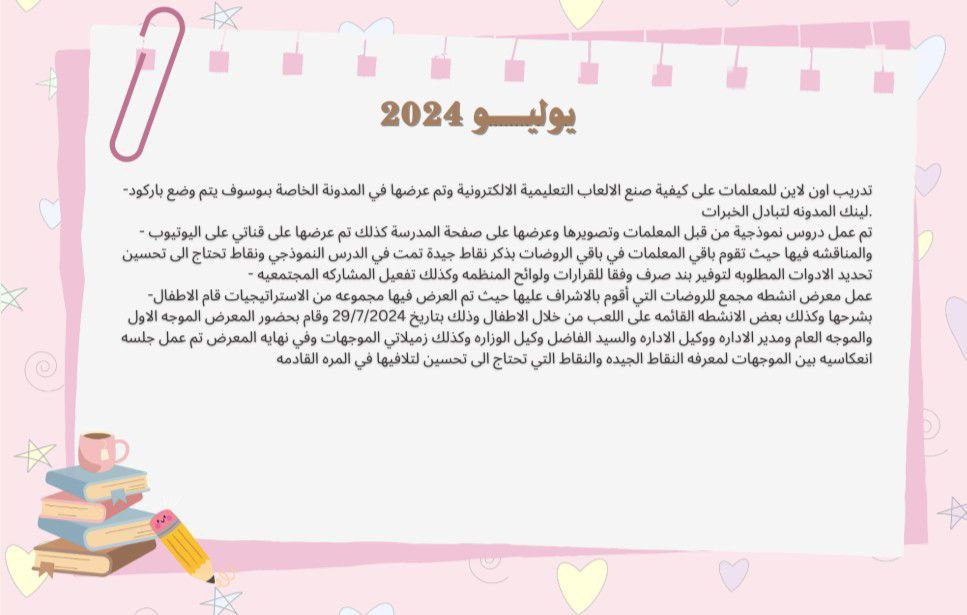 يوليـــو 2024
تدريب اون لاين للمعلمات على كيفية صنع الالعاب التعليمية الالكترونية وتم عرضها في المدونة الخاصة ببوسوف يتم وضع باركود-
.لينك المدونه لتبادل الخبرات
تم عمل دروس نموذجية من قبل المعلمات وتصويرها وعرضها على صفحة المدرسة كذلك تم عرضها على قناتي على اليوتيوب -
والمناقشه فيها حيث تقوم باقي المعلمات في باقي الروضات بذكر نقاط جيدة تمت في الدرس النموذجي ونقاط تحتاج الى تحسين
تحديد الادوات المطلوبه لتوفير بند صرف وفقا للقرارات ولوائح المنظمه وكذلك تفعيل المشاركه المجتمعيه -
عمل معرض انشطه مجمع للروضات التي أقوم بالاشراف عليها حيث تم العرض فيها مجموعه من الاستراتيجيات قام الاطفال-
بشرحها وكذلك بعض الانشطه القائمه على اللعب من خلال الاطفال وذلك بتاريخ 29/7/2024 وقام بحضور المعرض الموجه الاول
والموجه العام ومدير الاداره ووكيل الاداره والسيد الفاضل وكيل الوزاره وكذلك زميلاتي الموجهات وفي نهايه المعرض تم عمل جلسه
انعكاسيه بين الموجهات لمعرفه النقاط الجيده والنقاط التي تحتاج الى تحسين لتلافيها في المره القادمه